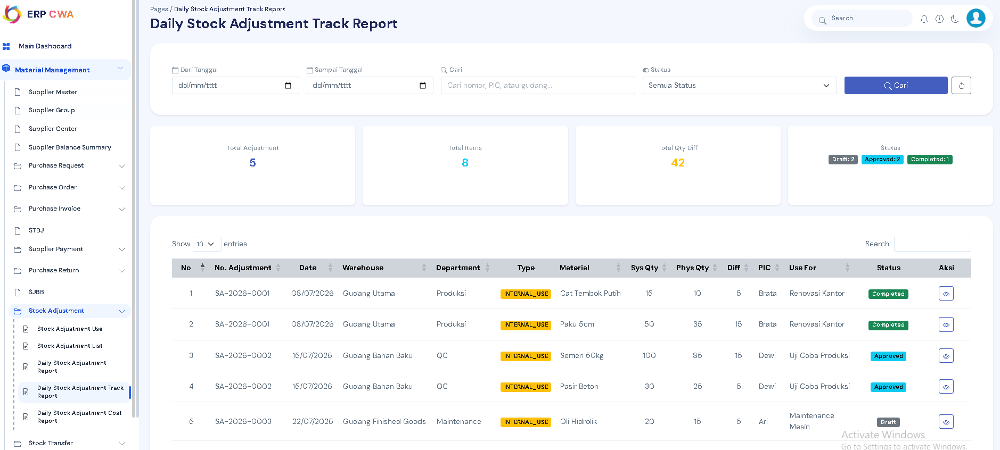 ERP CWA
Main Dashboard
Material Management
Supplier Master
Supplier Group
Supplier Center
Supplier Balance Summary
Purchase Request
Purchase Order
Purchase Invoice
STBJ
Supplier Payment
Purchase Return
SJBB
Stock Adjustment
Stock Adjustment Use
Stock Adjustment List
Daily Stock Adjustment
Report
Daily Stock Adjustment Track
Report
Daily Stock Adjustment Cost
Report
Stock Transfer
Pages / Daily Stock Adjustment Track Report
Daily Stock Adjustment Track Report
Search...
Dari Tanggal
Sampai Tanggal
Cari
Status
dd/mm/tttt
dd/mm/tttt
Cari nomor, PIC, atau gudang...
Semua Status
Cari
Total Adjustment
5
Total Items
8
Total Qty Diff
42
Status
Draft: 2 Approved: 2 Completed: 1
Show 10 entries
Search:
No No. Adjustment Date Warehouse Department Type Material Sys Qty Phys Qty Diff PIC Use For Status Aksi
1 SA-2026-0001 08/07/2026 Gudang Utama Produksi INTERNAL_USE Cat Tembok Putih 15 10 5 Brata Renovasi Kantor Completed
2 SA-2026-0001 08/07/2026 Gudang Utama Produksi INTERNAL_USE Paku 5cm 50 35 15 Brata Renovasi Kantor Completed
3 SA-2026-0002 15/07/2026 Gudang Bahan Baku QC INTERNAL_USE Semen 50kg 100 85 15 Dewi Uji Coba Produksi Approved
4 SA-2026-0002 15/07/2026 Gudang Bahan Baku QC INTERNAL_USE Pasir Beton 30 25 5 Dewi Uji Coba Produksi Approved
5 SA-2026-0003 22/07/2026 Gudang Finished Goods Maintenance INTERNAL_USE Oli Hidrolik 20 15 5 Ari Maintenance Mesin Draft
Activate Windows
Go to Settings to activate Windows.